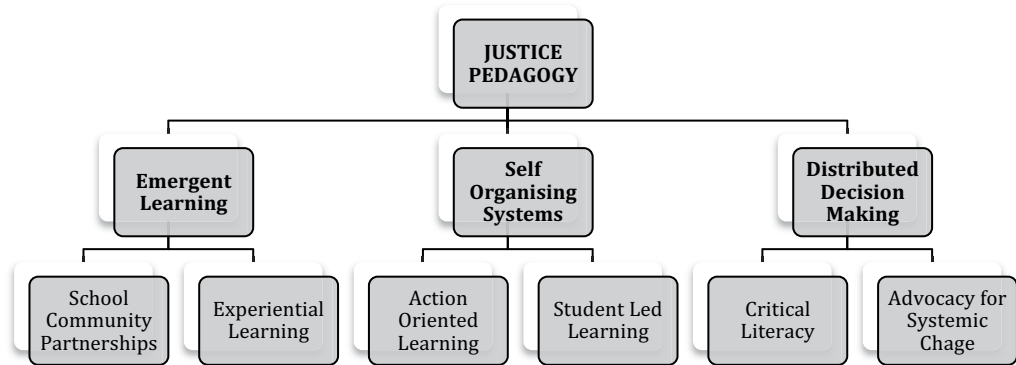 JUSTICE
PEDAGOGY
Emergent
Learning
Self
Organising
Systems
Distributed
Decision
Making
School
Community
Partnerships
Experiential
Learning
Action
Oriented
Learning
Student Led
Learning
Critical
Literacy
Advocacy for
Systemic
Chage